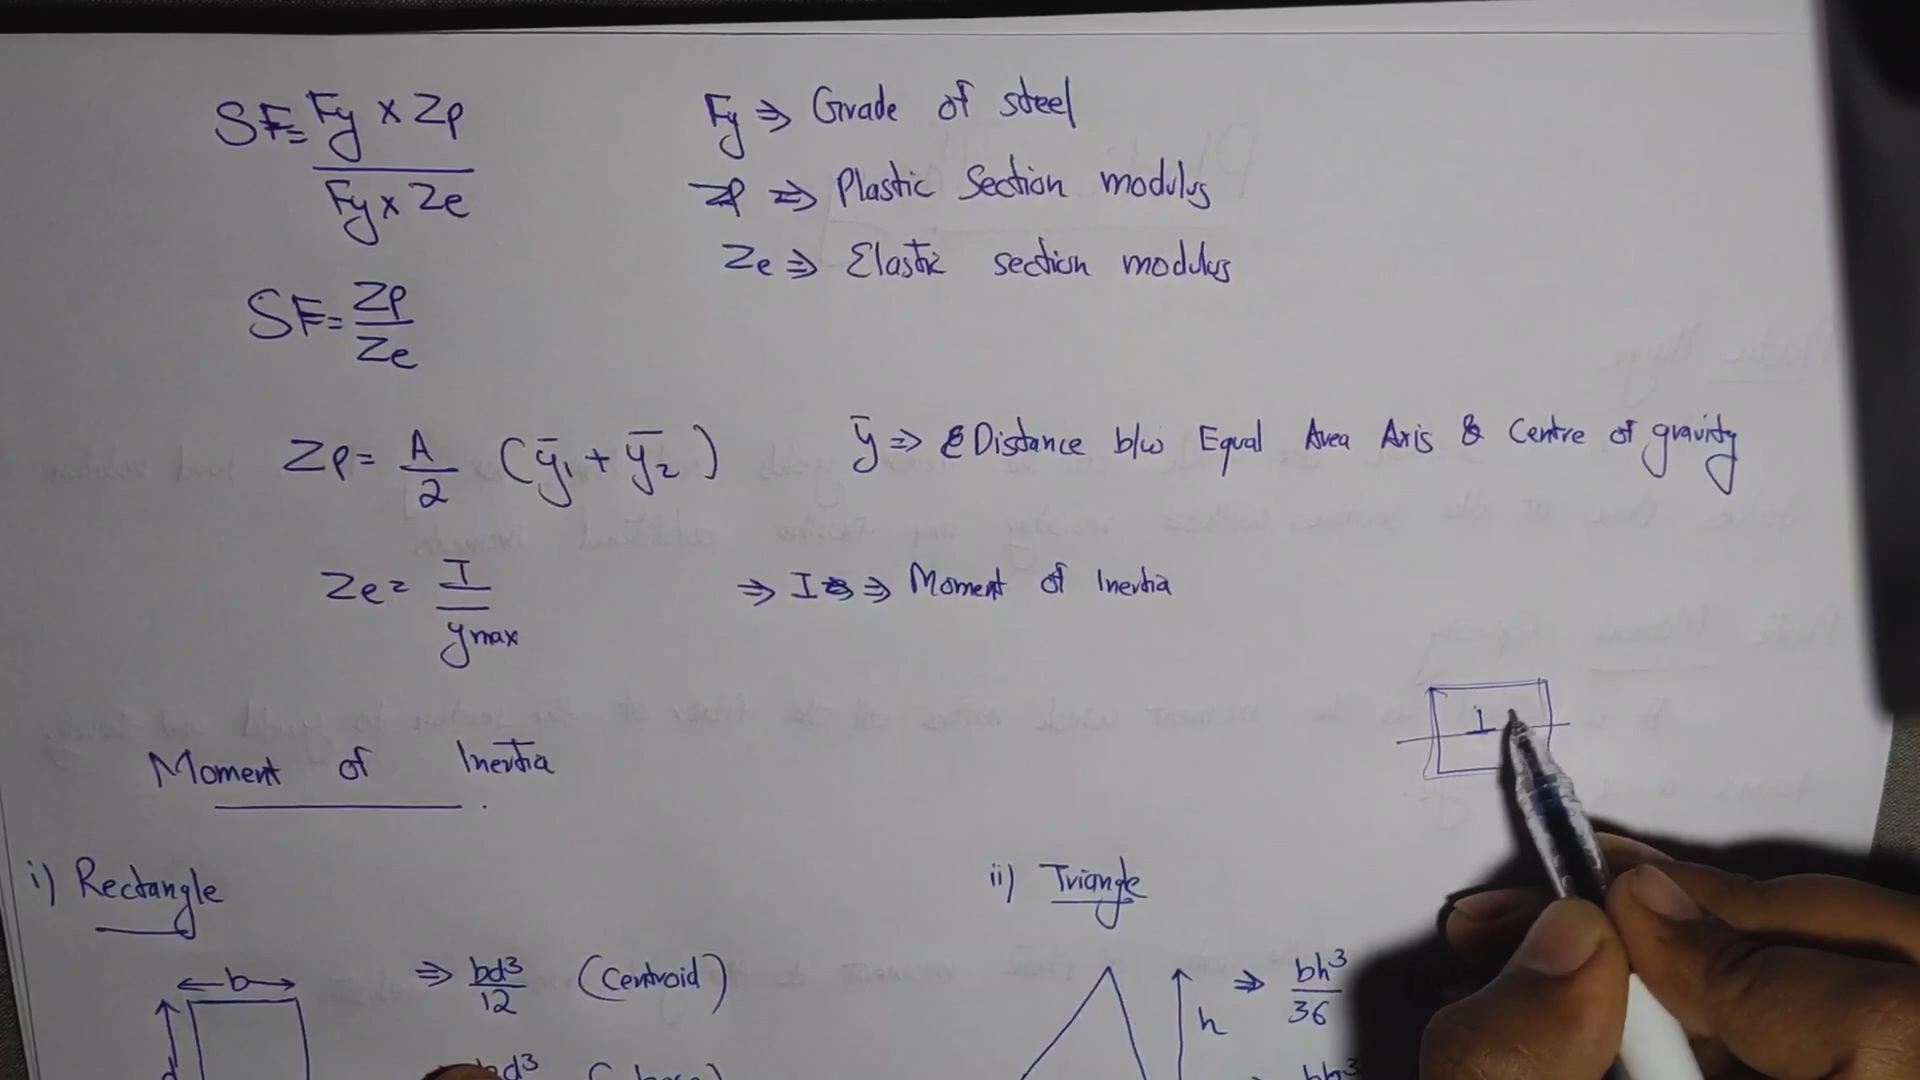 SF = Fy x Zp / Fy x Ze
Fy ⇒ Grade of steel
Zp ⇒ Plastic Section modulus
Ze ⇒ Elastic section modulus
SF = Zp / Ze
Zp = A/2 (ȳ1 + ȳ2)
ȳ ⇒ Distance b/w Equal Area Axis & Centre of gravity
Ze = I / ymax
⇒ I ⇒ Moment of Inertia
1
Moment of Inertia
i) Rectangle
ii) Triangle
b
⇒ bd³/12 (Centroid)
h
⇒ bh³/36